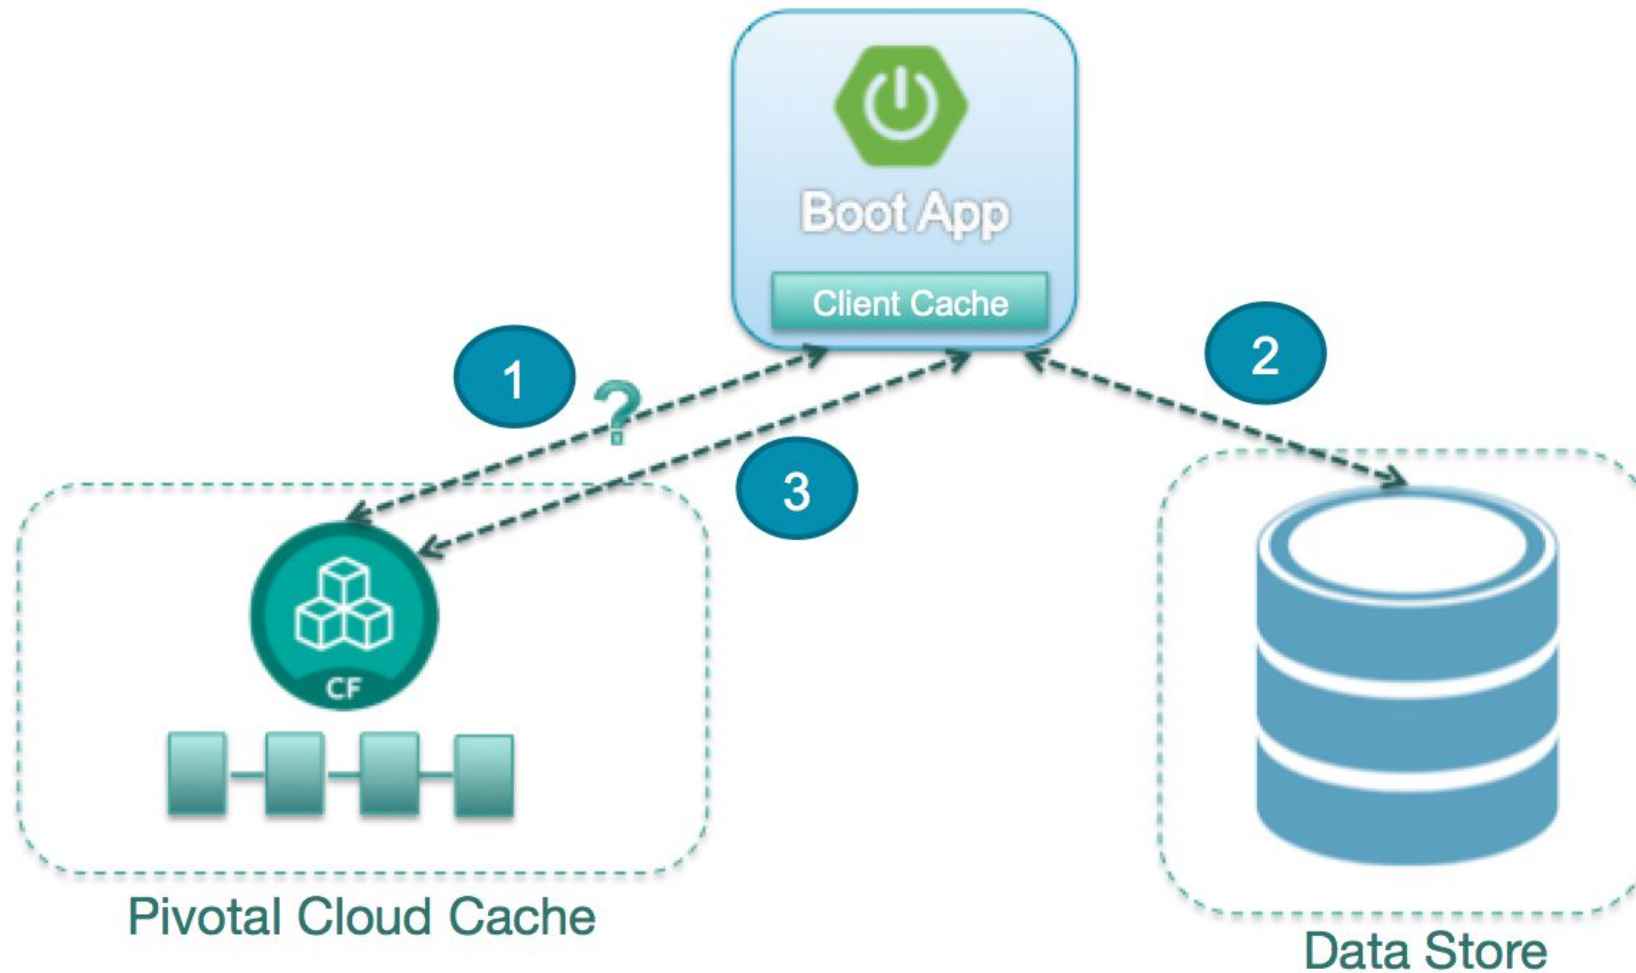 Boot App
Client Cache
1
?
2
3
CF
Pivotal Cloud Cache
Data Store